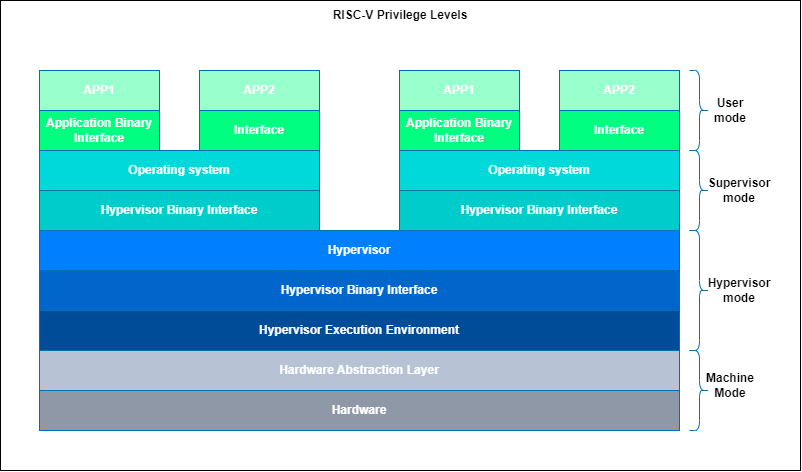 RISC-V Privilege Levels
APP1
APP2
APP1
APP2
User
mode
Application Binary
Interface
Interface
Application Binary
Interface
Interface
Operating system
Operating system
Supervisor
mode
Hypervisor Binary Interface
Hypervisor Binary Interface
Hypervisor
Hypervisor Binary Interface
Hypervisor
mode
Hypervisor Execution Environment
Hardware Abstraction Layer
Machine
Mode
Hardware